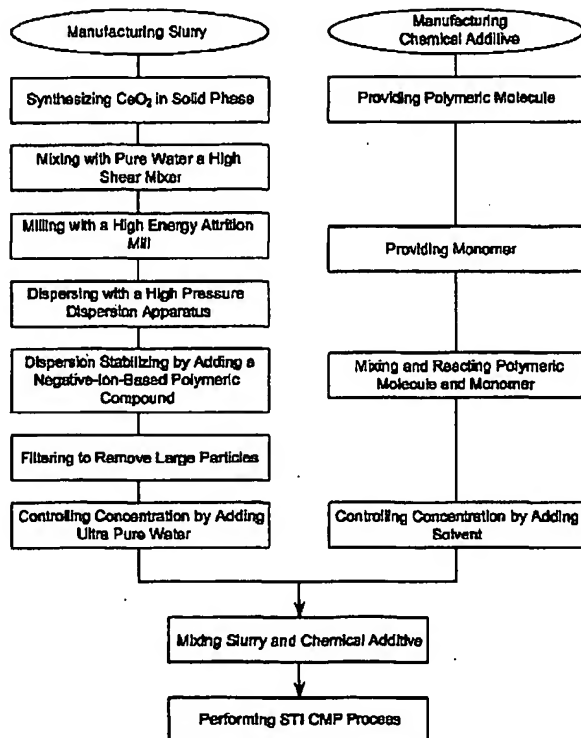 Manufacturing Slurry
Synthesizing CeO₂ in Solid Phase
Mixing with Pure Water a High
Shear Mixer
Milling with a High Energy Attrition
Mill
Dispersing with a High Pressure
Dispersion Apparatus
Dispersion Stabilizing by Adding a
Negative-Ion-Based Polymeric
Compound
Filtering to Remove Large Particles
Controlling Concentration by Adding
Ultra Pure Water
Manufacturing
Chemical Additive
Providing Polymeric Molecule
Providing Monomer
Mixing and Reacting Polymeric
Molecule and Monomer
Controlling Concentration by Adding
Solvent
Mixing Slurry and Chemical Additive
Performing STI CMP Process